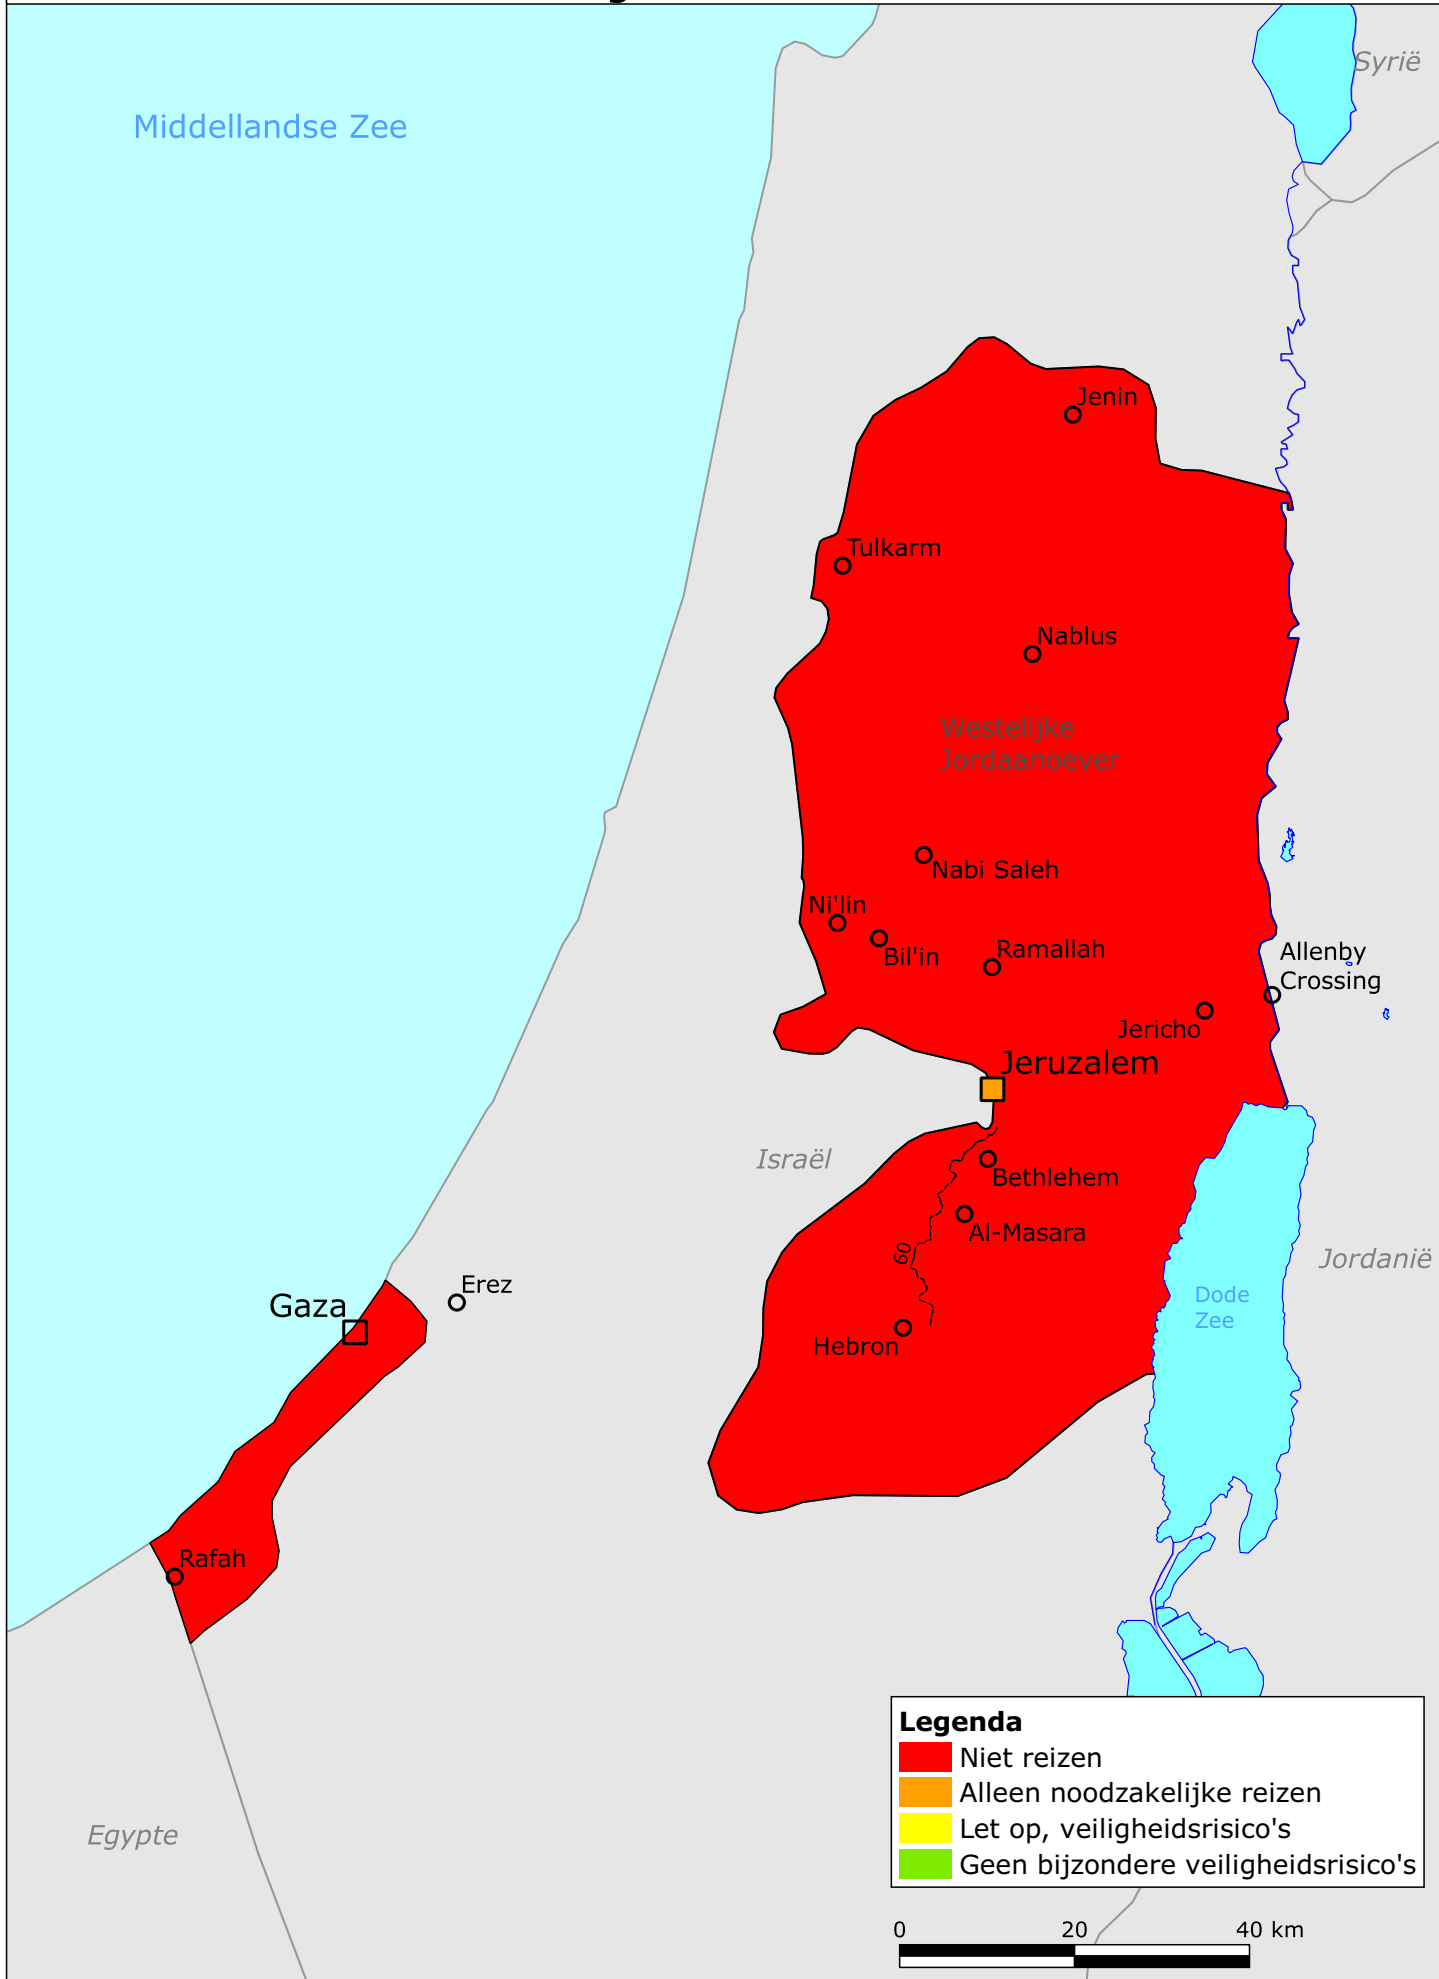 Middellandse Zee
Syrië
Jenin
Tulkarm
Nablus
Westelijke
Jordaanoever
Nabi Saleh
Ni'lin
Bil'in
Ramallah
Allenby
Crossing
Jericho
Jeruzalem
Israël
Bethlehem
Al-Masara
60
Jordanië
Dode
Zee
Erez
Gaza
Hebron
Rafah
Egypte
Legenda
Niet reizen
Alleen noodzakelijke reizen
Let op, veiligheidsrisico's
Geen bijzondere veiligheidsrisico's
0 20 40 km